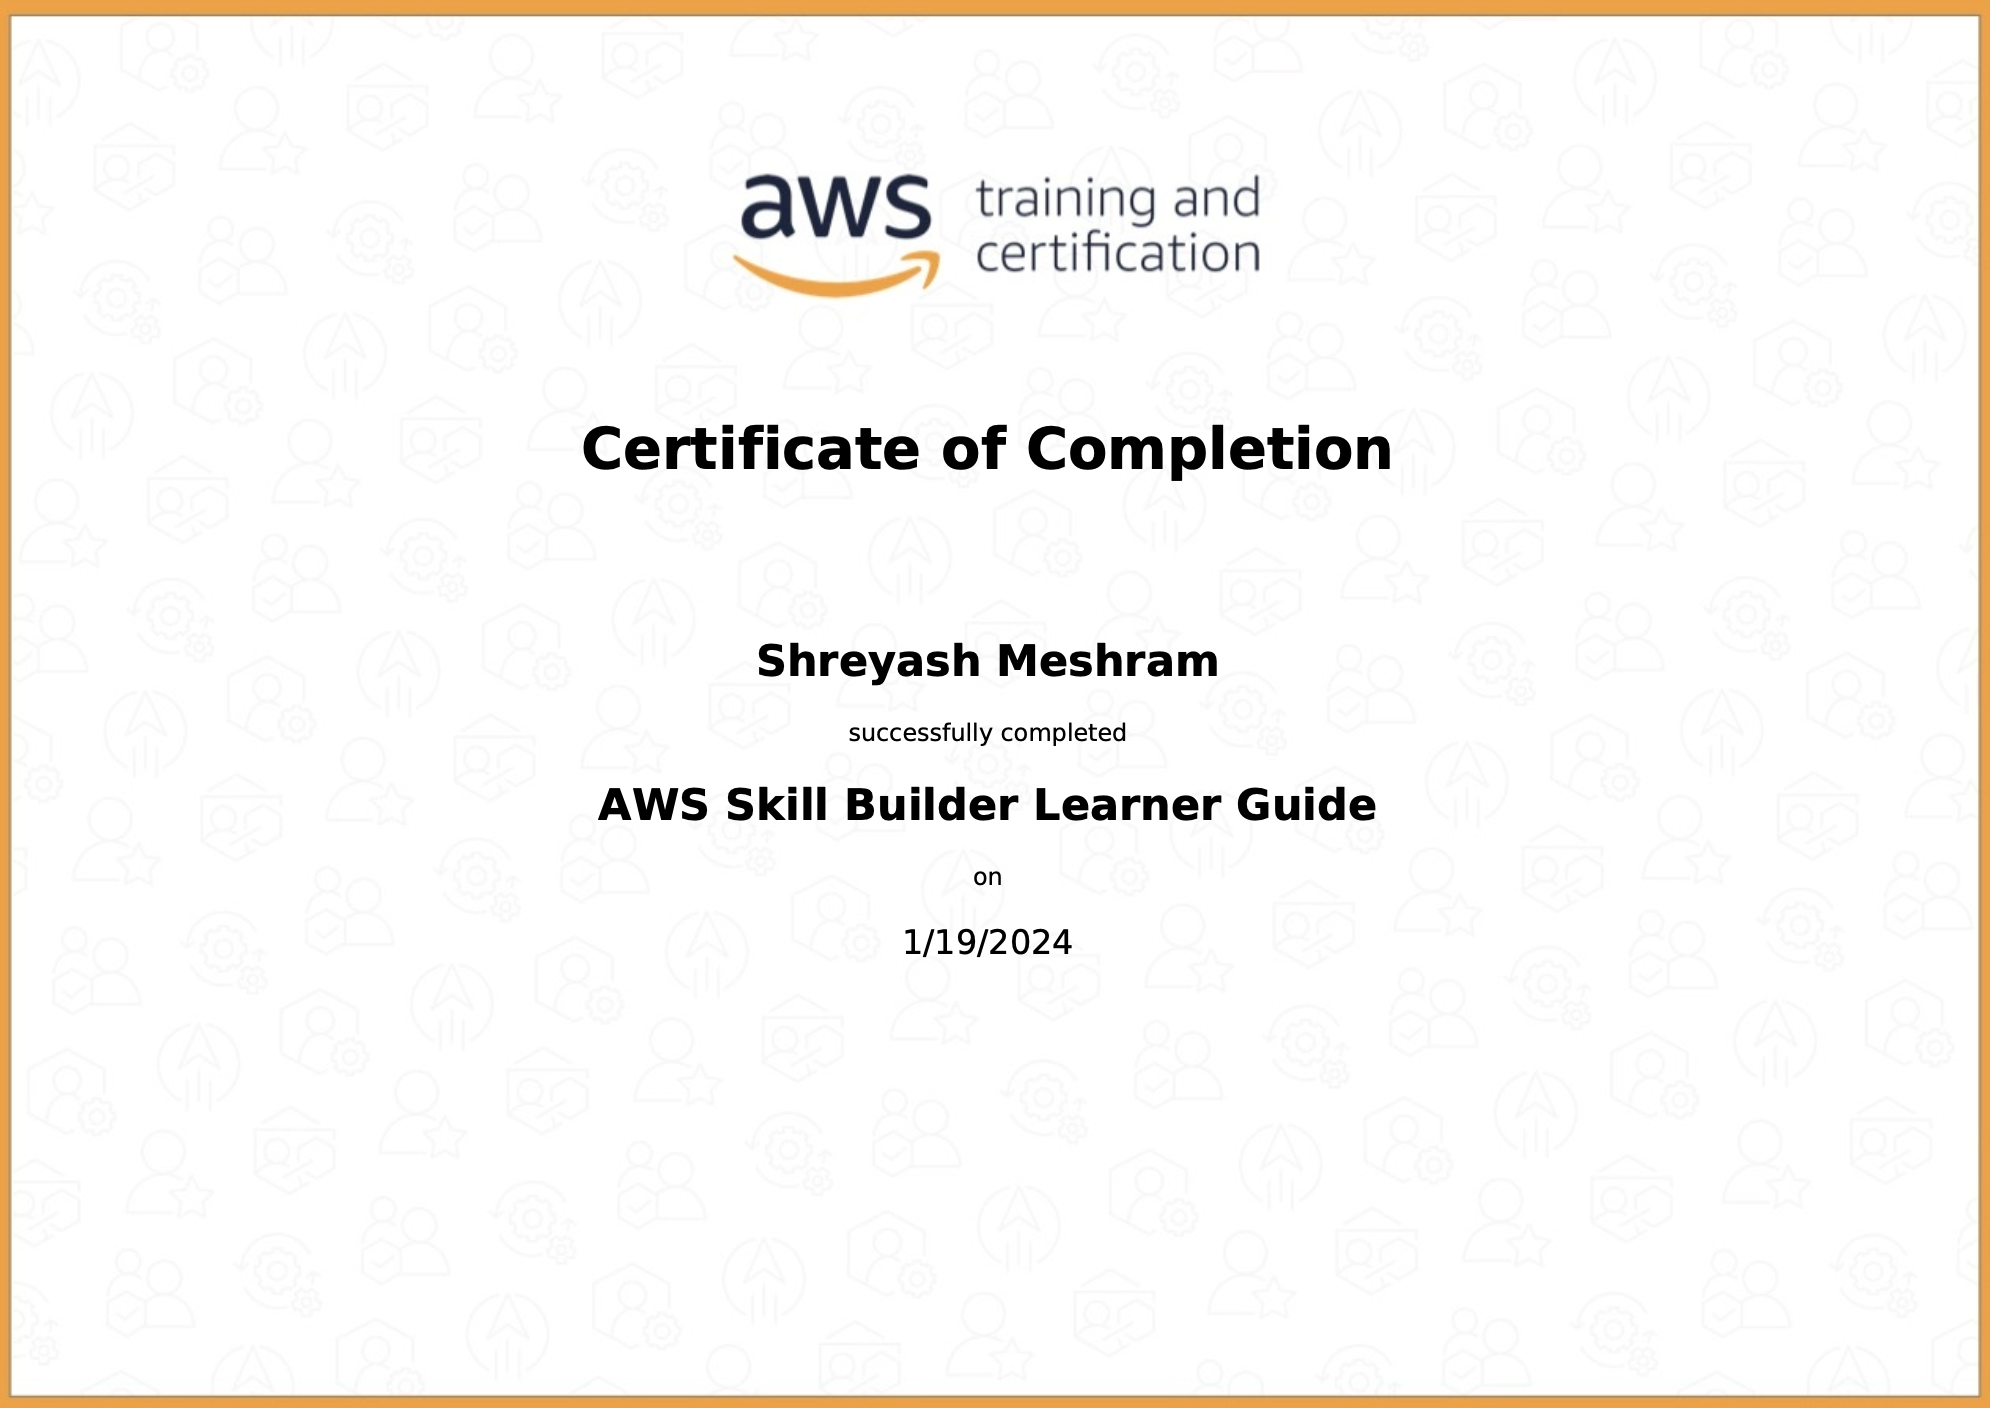 aws training and
certification
Certificate of Completion
Shreyash Meshram
successfully completed
AWS Skill Builder Learner Guide
on
1/19/2024